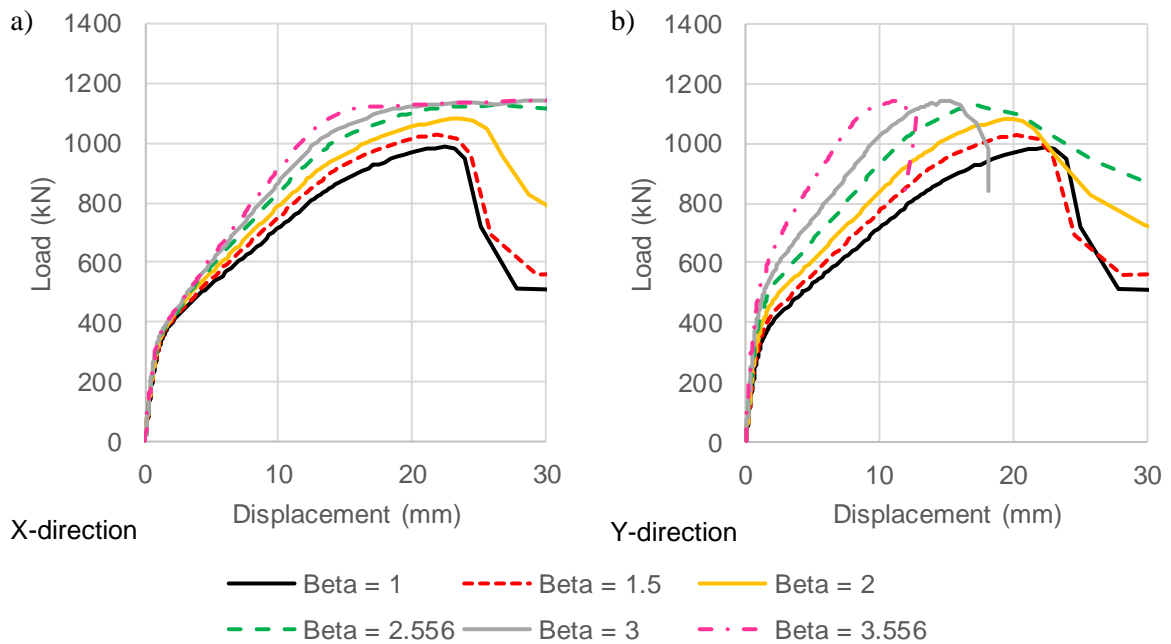 a)
1400
1200
1000
800
600
400
200
0
Load (kN)
0 10 20 30
Displacement (mm)
X-direction
b)
1400
1200
1000
800
600
400
200
0
Load (kN)
0 10 20 30
Displacement (mm)
Y-direction
Beta = 1 Beta = 1.5 Beta = 2
Beta = 2.556 Beta = 3 Beta = 3.556